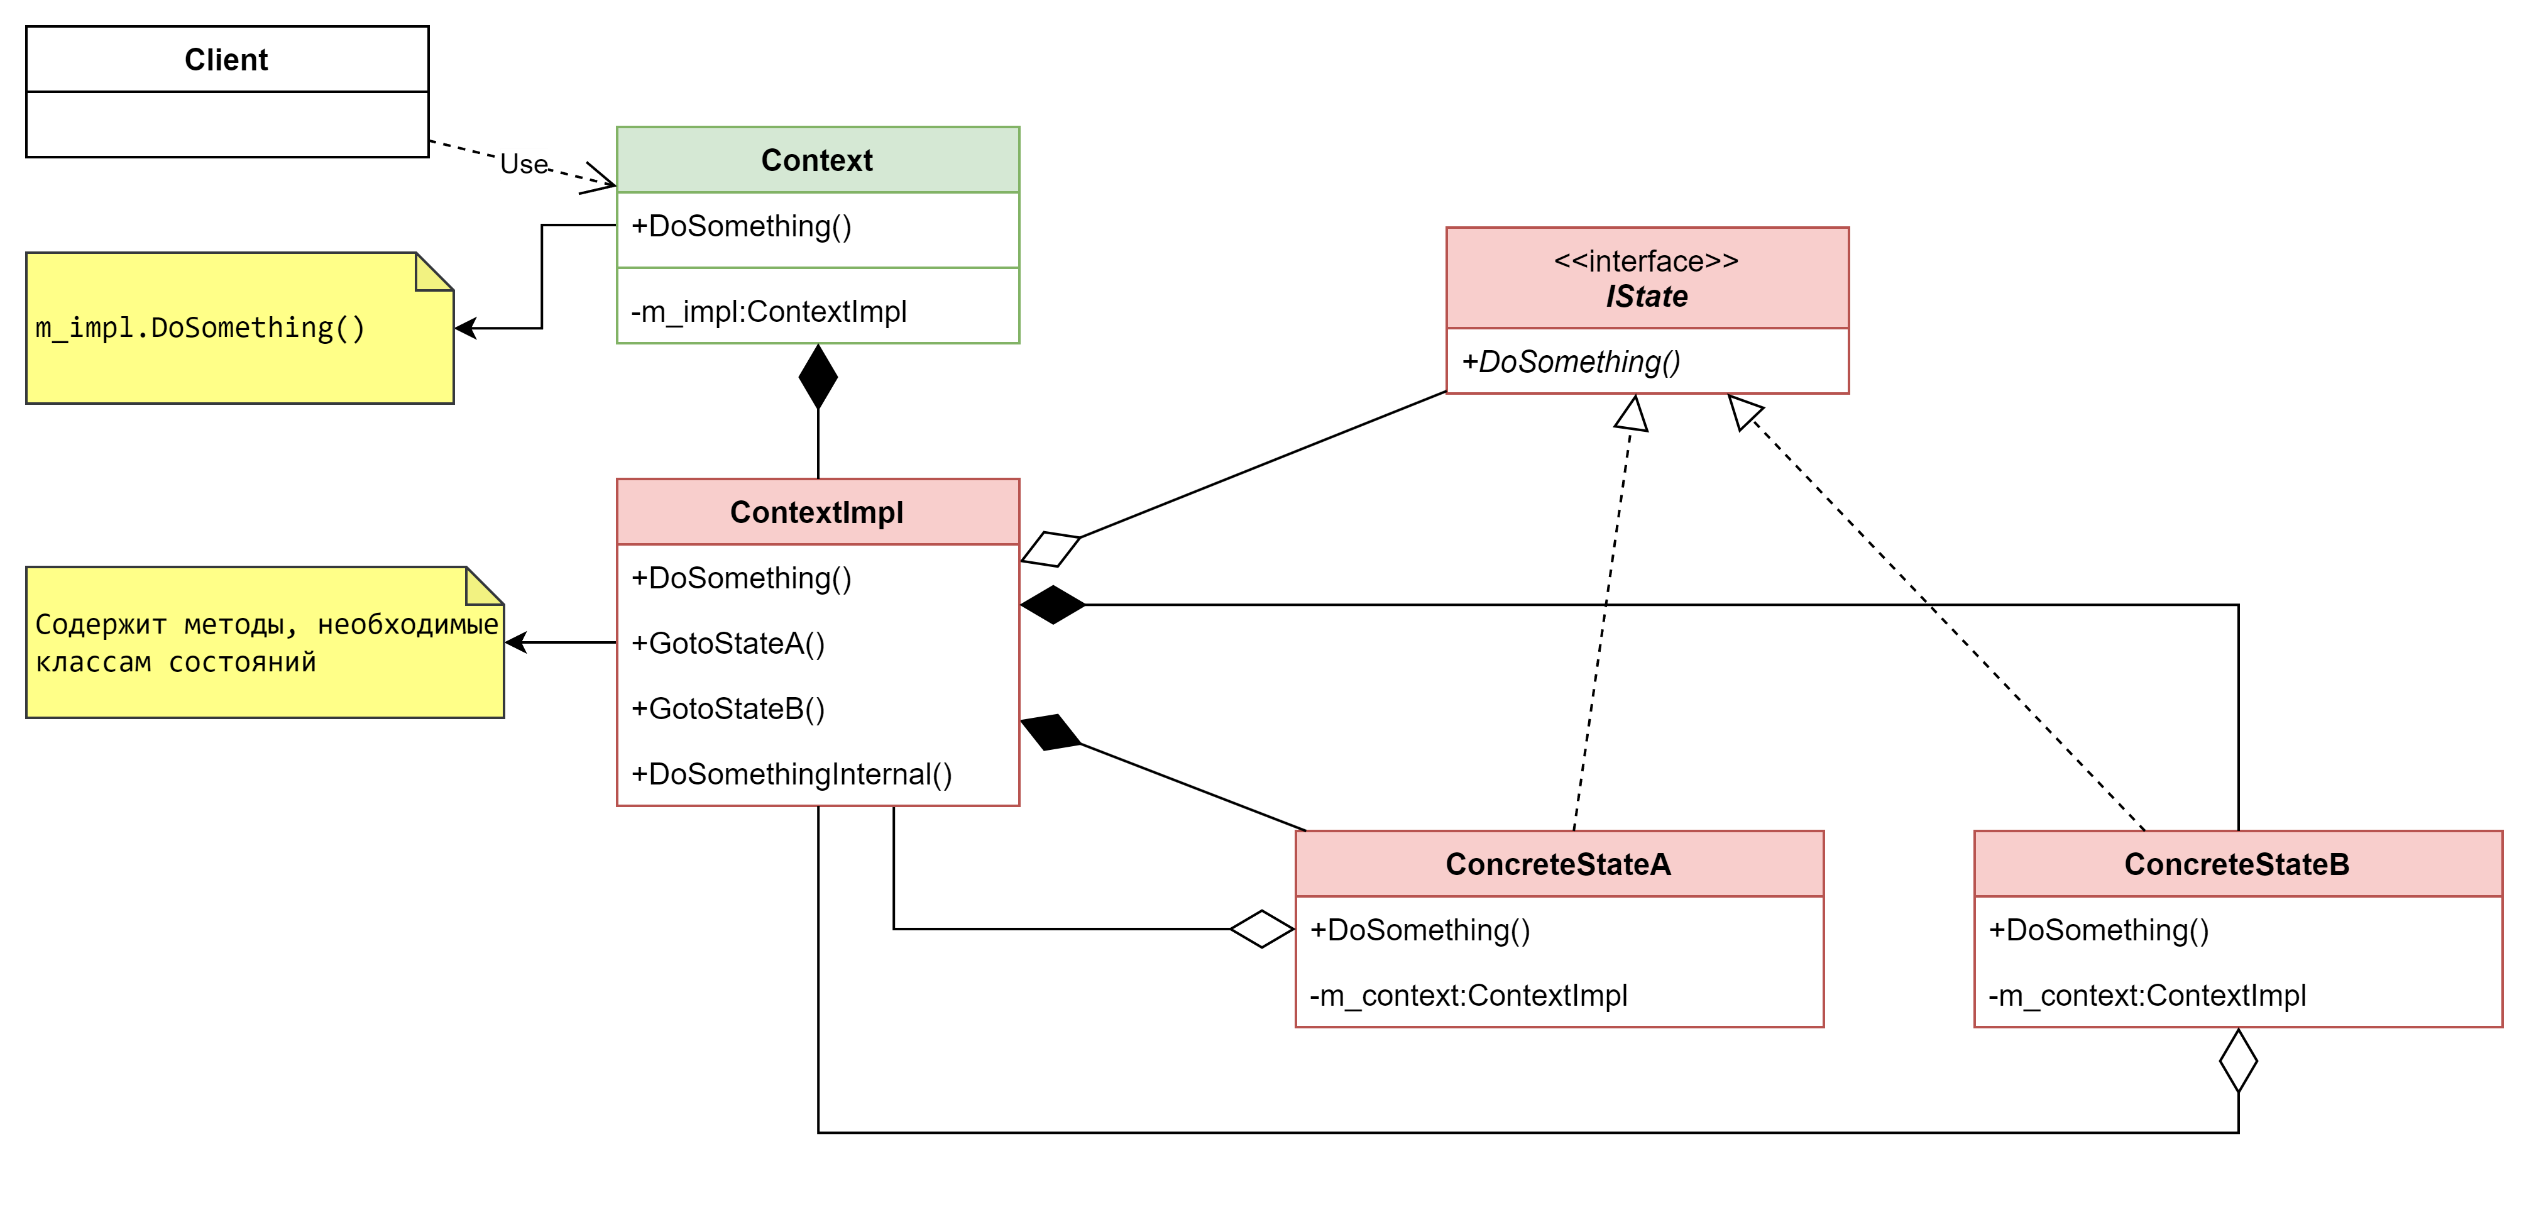 Client
Use
Context
+DoSomething()
-m_impl:ContextImpl
m_impl.DoSomething()
<<interface>>
IState
+DoSomething()
ContextImpl
+DoSomething()
+GotoStateA()
+GotoStateB()
+DoSomethingInternal()
Содержит методы, необходимые
классам состояний
ConcreteStateA
+DoSomething()
-m_context:ContextImpl
ConcreteStateB
+DoSomething()
-m_context:ContextImpl